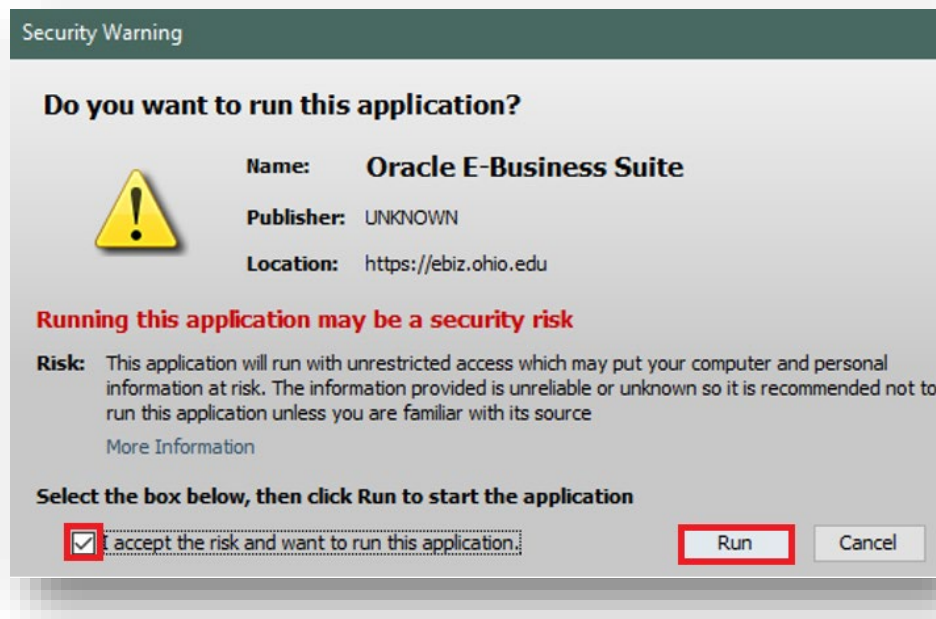 Security Warning
Do you want to run this application?
Name: Oracle E-Business Suite
Publisher: UNKNOWN
Location: https://ebiz.ohio.edu
Running this application may be a security risk
Risk: This application will run with unrestricted access which may put your computer and personal
information at risk. The information provided is unreliable or unknown so it is recommended not to
run this application unless you are familiar with its source
More Information
Select the box below, then click Run to start the application
I accept the risk and want to run this application. Run Cancel